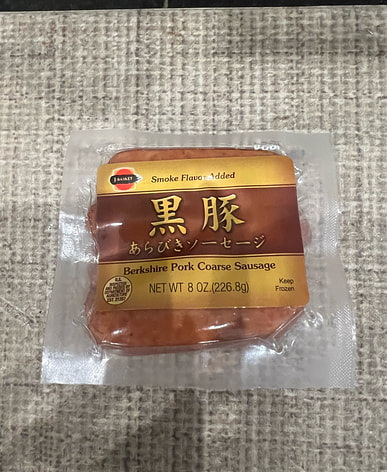 J-BASKET
Smoke Flavor Added
黒豚
あらびきソーセージ
Berkshire Pork Coarse Sausage
NET WT 8 OZ.(226.8g)
Keep
Frozen